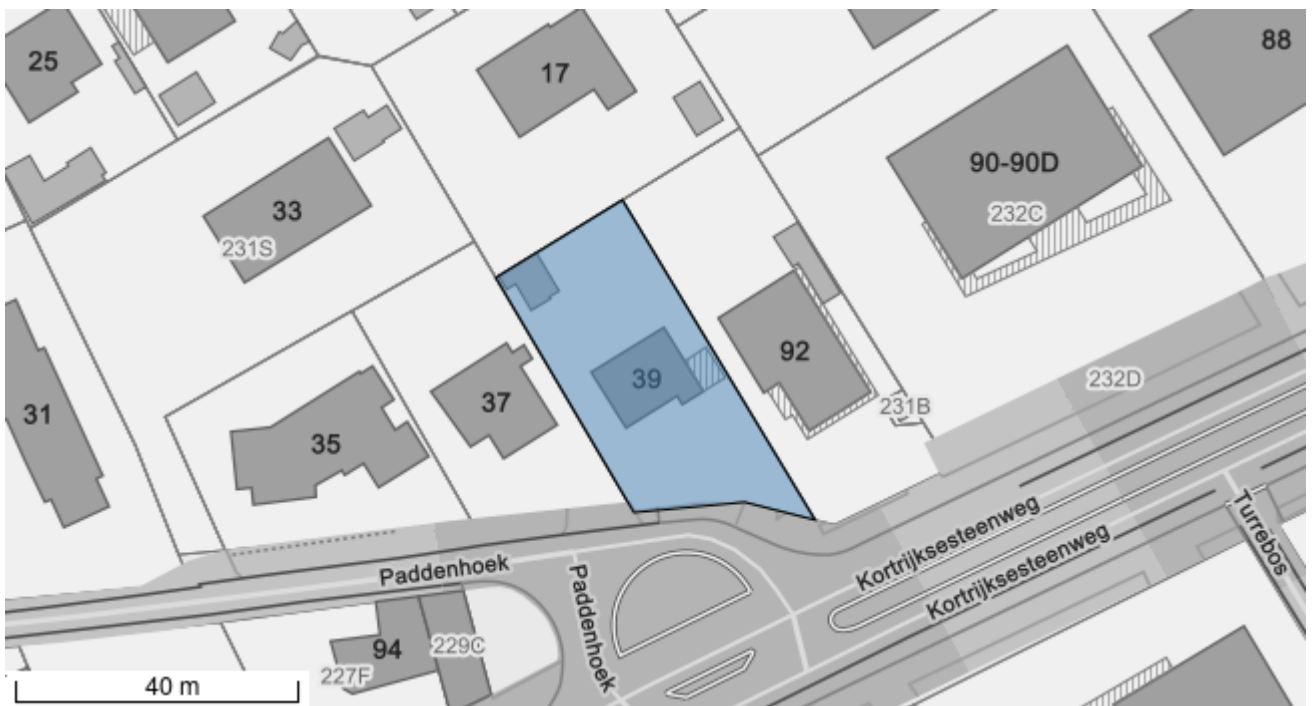 25
17
88
90-90D
232C
33
231S
39
92
232D
37
231B
31
35
Kortrijksesteenweg
Turrebos
Paddenhoek
Kortrijksesteenweg
Paddenhoek
94
229C
227F
40 m